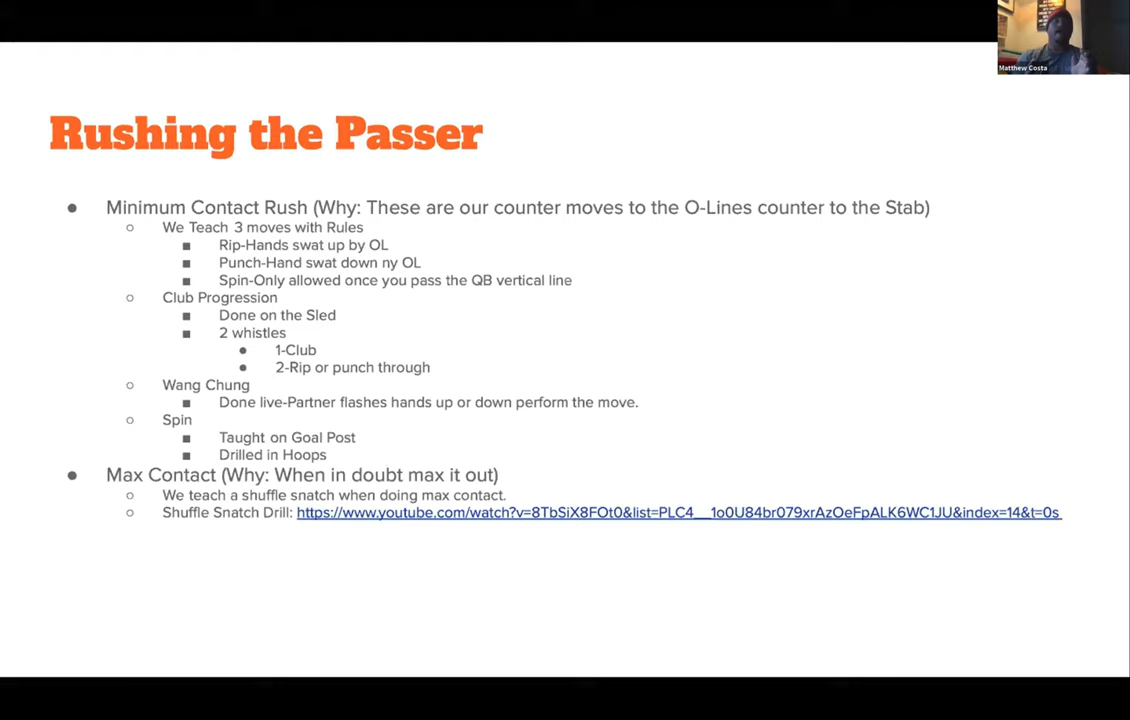 Matthew Costa
Rushing the Passer
● Minimum Contact Rush (Why: These are our counter moves to the O-Lines counter to the Stab)
○ We Teach 3 moves with Rules
■ Rip-Hands swat up by OL
■ Punch-Hand swat down ny OL
■ Spin-Only allowed once you pass the QB vertical line
○ Club Progression
■ Done on the Sled
■ 2 whistles
● 1-Club
● 2-Rip or punch through
○ Wang Chung
■ Done live-Partner flashes hands up or down perform the move.
○ Spin
■ Taught on Goal Post
■ Drilled in Hoops
● Max Contact (Why: When in doubt max it out)
○ We teach a shuffle snatch when doing max contact.
○ Shuffle Snatch Drill: https://www.youtube.com/watch?v=8TbSiX8FOt0&list=PLC4__1o0U84br079xrAzOeFpALK6WC1JU&index=14&t=0s